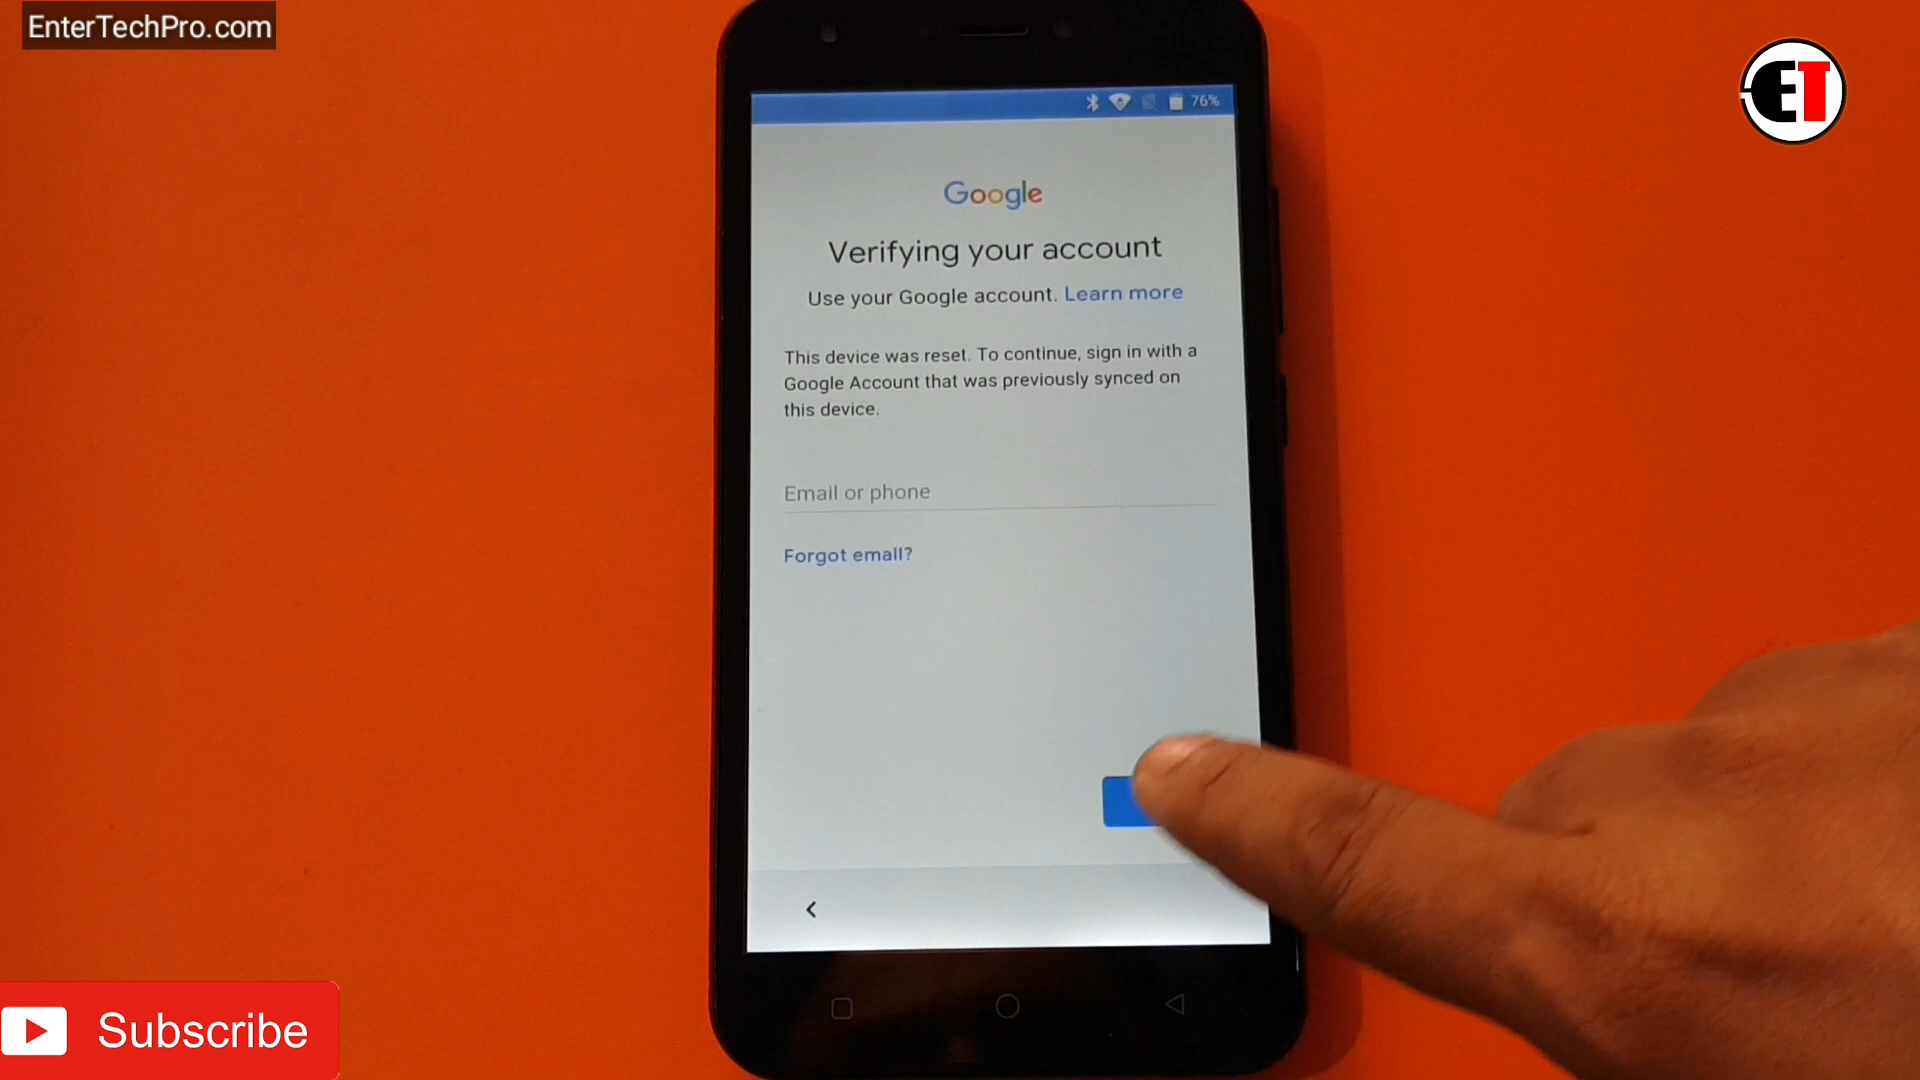 EnterTechPro.com
ET
76%
Google
Verifying your account
Use your Google account. Learn more
This device was reset. To continue, sign in with a
Google Account that was previously synced on
this device.
Email or phone
Forgot email?
Subscribe